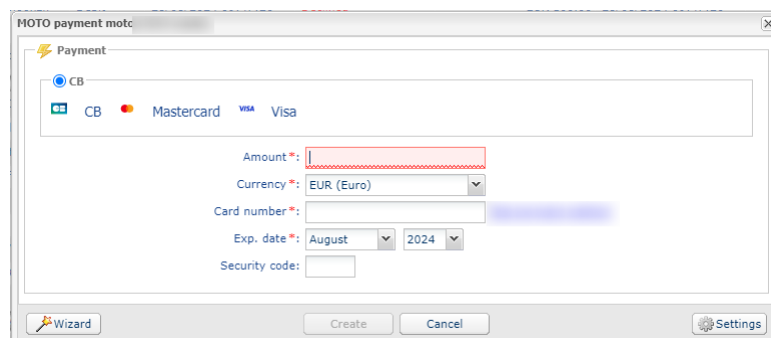 MOTO payment moto
Payment
CB
CB Mastercard VISA Visa
Amount *:
Currency *: EUR (Euro)
Card number *:
Exp. date *: August 2024
Security code:
Wizard Create Cancel Settings